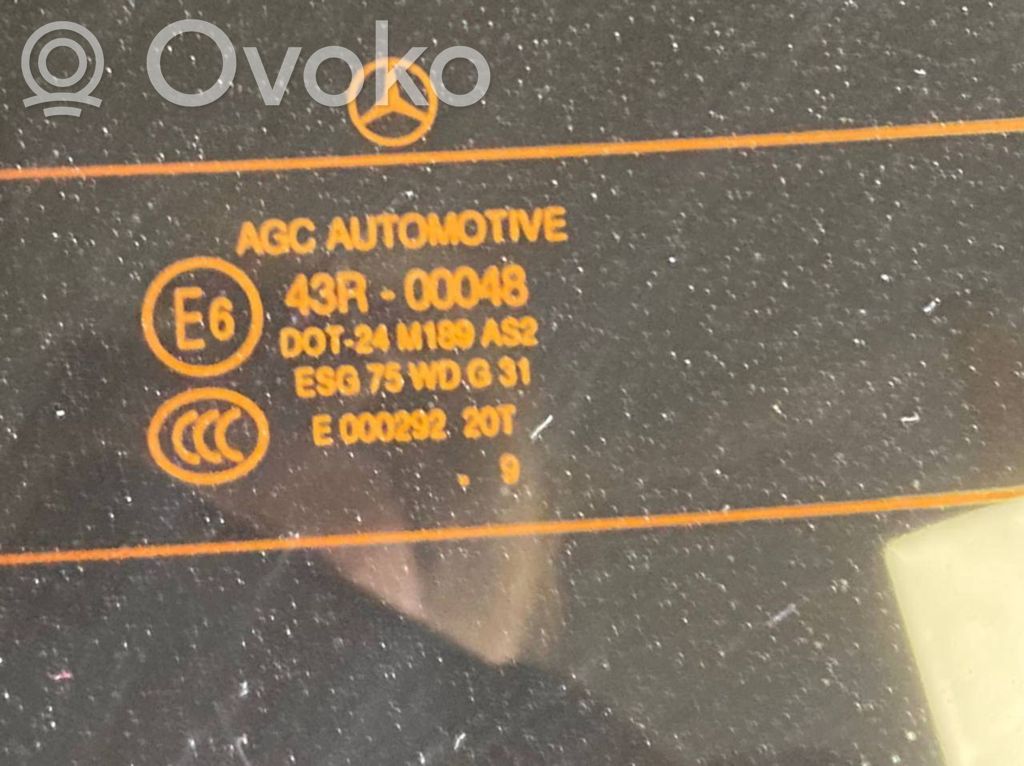 Ovoko
AGC AUTOMOTIVE
E6 43R - 00048
DOT-24 M189 AS2
ESG 75 WD G 31
CCC E 000292 20T
. 9